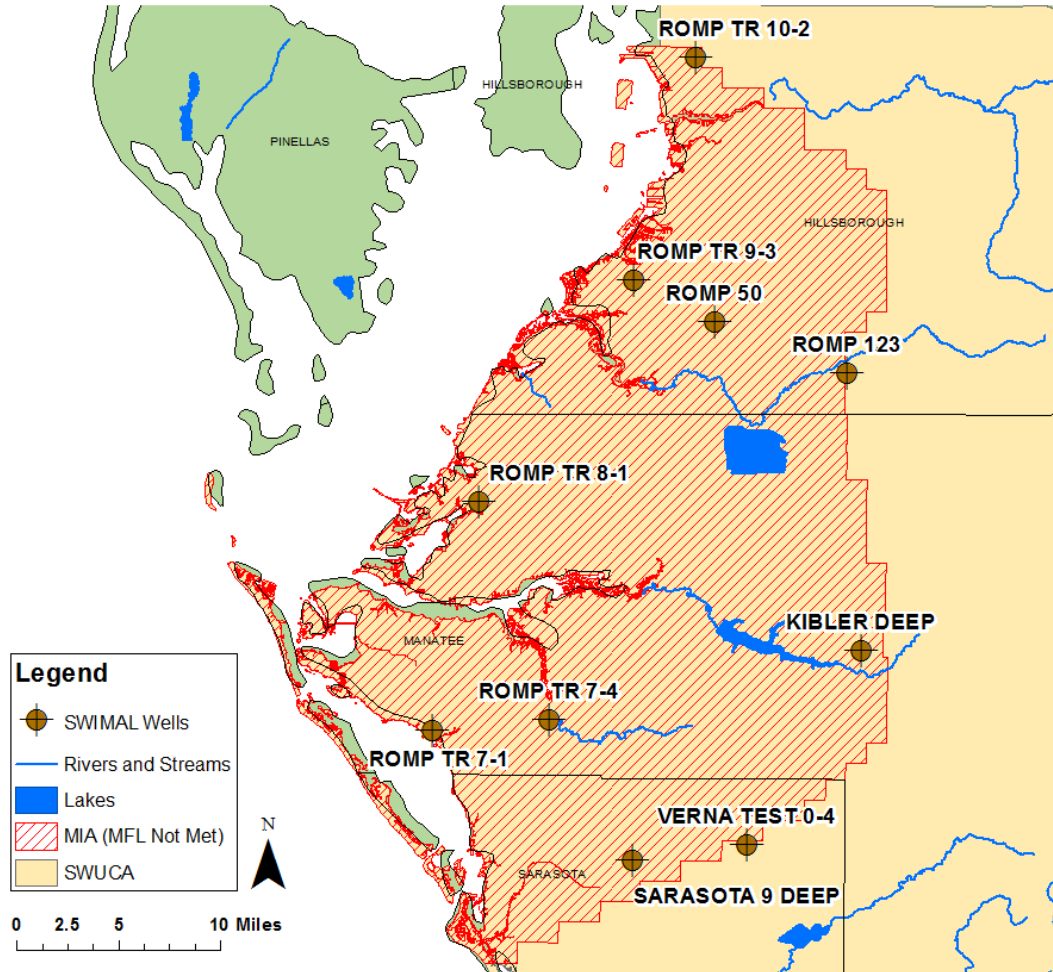 ROMP TR 10-2
HILLSBOROUGH
PINELLAS
HILLSBOROUGH
ROMP TR 9-3
ROMP 50
ROMP 123
ROMP TR 8-1
KIBLER DEEP
MANATEE
ROMP TR 7-4
ROMP TR 7-1
VERNA TEST 0-4
SARASOTA
SARASOTA 9 DEEP
Legend
SWIMAL Wells
Rivers and Streams
Lakes
MIA (MFL Not Met)
SWUCA
N
0 2.5 5 10 Miles